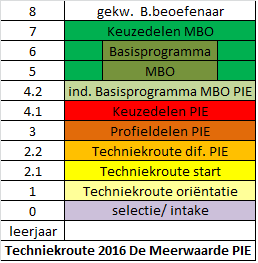 8 gekw. B.beoefenaar
7 Keuzedelen MBO
6 Basisprogramma
5 MBO
4.2 ind. Basisprogramma MBO PIE
4.1 Keuzedelen PIE
3 Profieldelen PIE
2.2 Techniekroute dif. PIE
2.1 Techniekroute start
1 Techniekroute oriëntatie
0 selectie/ intake
leerjaar
Techniekroute 2016 De Meerwaarde PIE